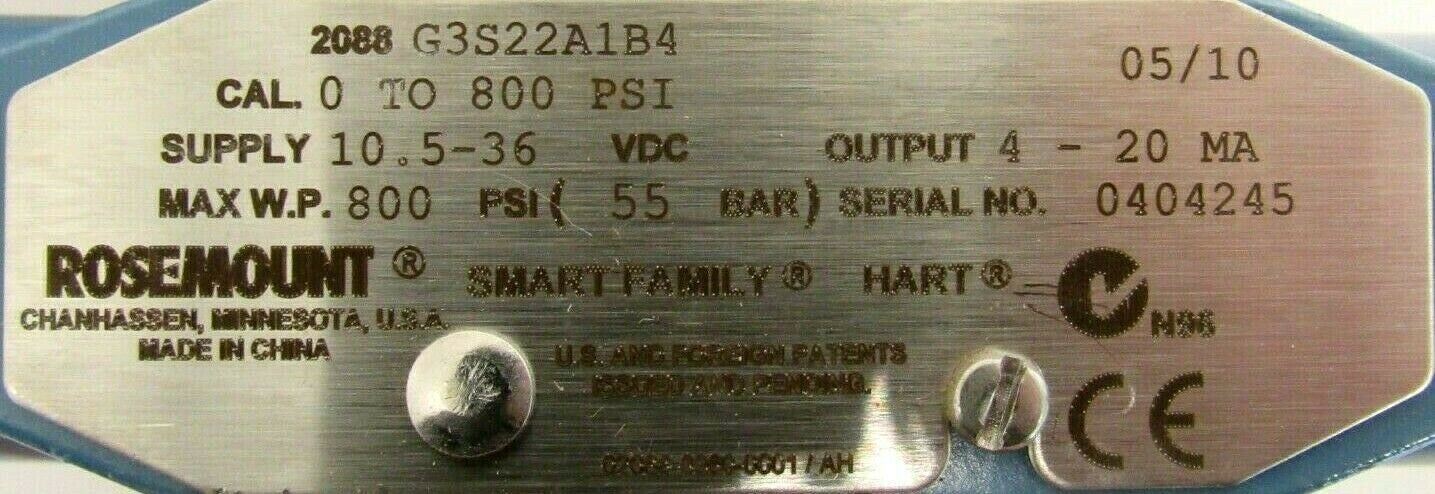 2088 G3S22A1B4
05/10
CAL. 0 TO 800 PSI
SUPPLY 10.5-36 VDC OUTPUT 4 - 20 MA
MAX W.P. 800 PSI ( 55 BAR) SERIAL NO. 0404245
ROSEMOUNT ® SMART FAMILY ® HART ®
N96
CHANHASSEN, MINNESOTA, U.S.A.
MADE IN CHINA
U.S. AND FOREIGN PATENTS
ISSUED AND PENDING.
CE
/ AH